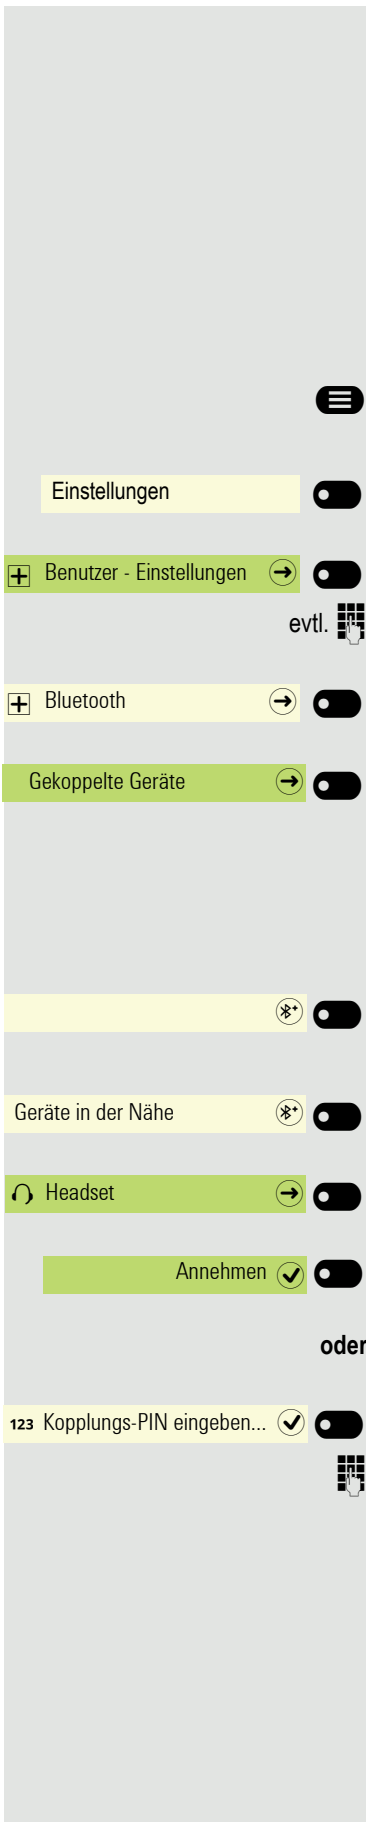 Einstellungen
Benutzer - Einstellungen
evtl.
Bluetooth
Gekoppelte Geräte
Geräte in der Nähe
Headset
Annehmen
oder
123 Kopplungs-PIN eingeben...